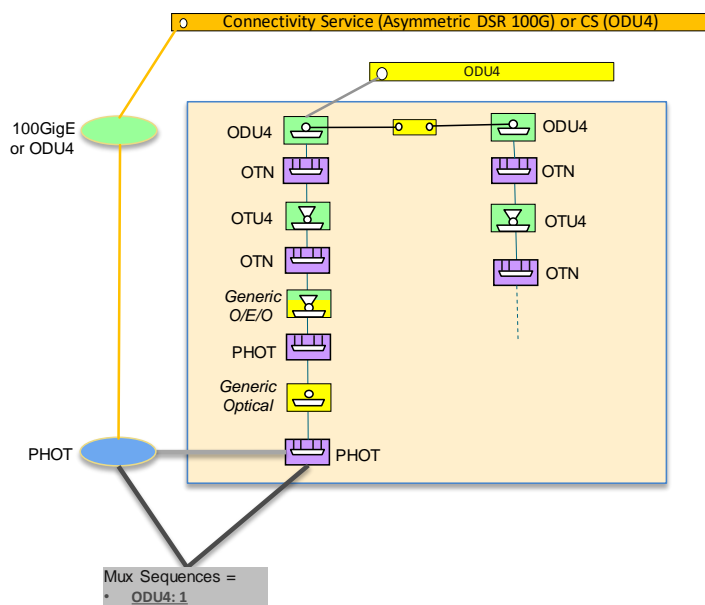 Connectivity Service (Asymmetric DSR 100G) or CS (ODU4)
ODU4
100GigE
or ODU4
ODU4
ODU4
OTN
OTN
OTU4
OTU4
OTN
OTN
Generic
O/E/O
PHOT
Generic
Optical
PHOT
PHOT
Mux Sequences =
• ODU4: 1